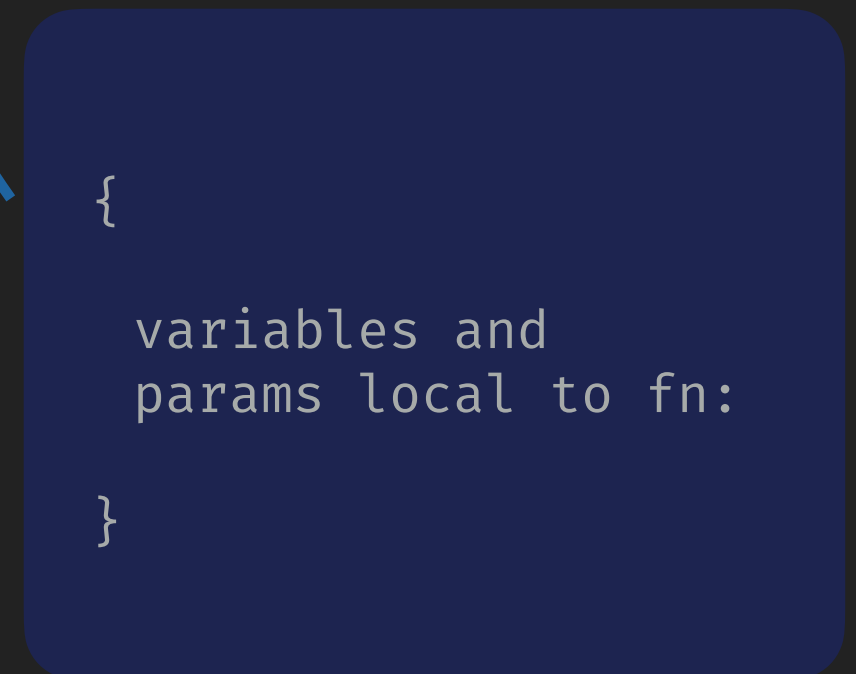 {
variables and
params local to fn:
}